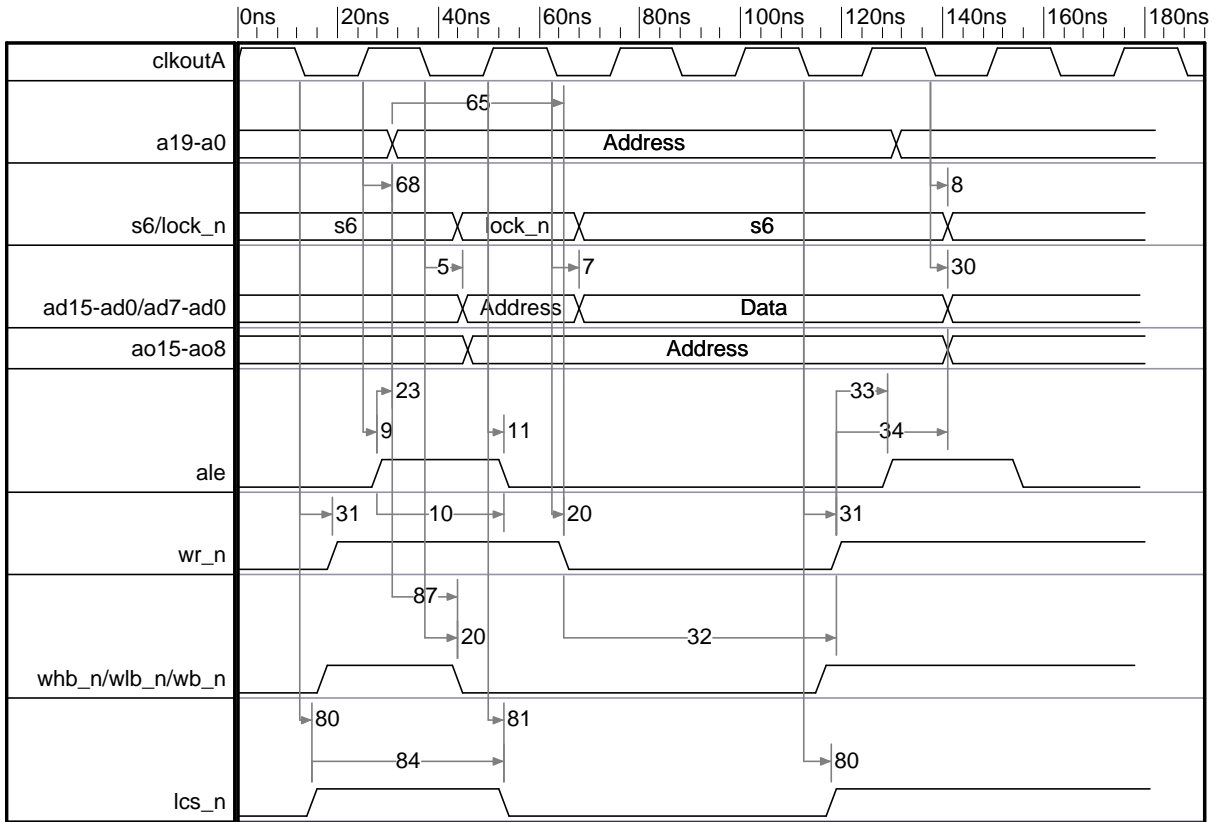 0ns 20ns 40ns 60ns 80ns 100ns 120ns 140ns 160ns 180ns
clkoutA
65
a19-a0 Address
68 8
s6/lock_n s6 lock_n s6
5 7 30
ad15-ad0/ad7-ad0 Address Data
ao15-ao8 Address
23 33
9 11 34
ale
31 10 20 31
wr_n
87
20 32
whb_n/wlb_n/wb_n
80 81
84 80
lcs_n